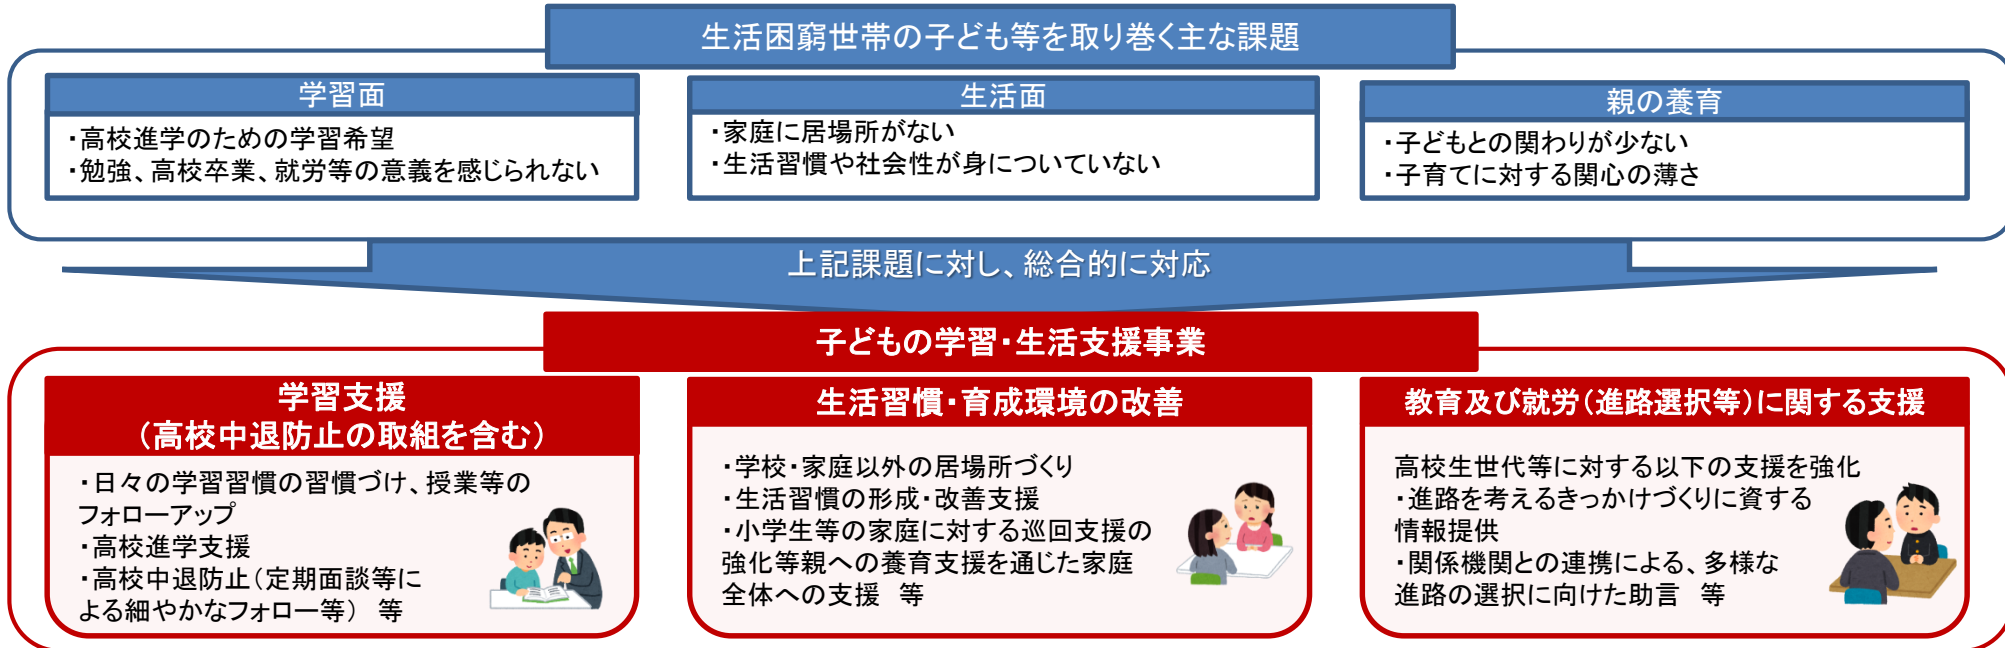 生活困窮世帯の子ども等を取り巻く主な課題
学習面
・高校進学のための学習希望
・勉強、高校卒業、就労等の意義を感じられない
生活面
・家庭に居場所がない
・生活習慣や社会性が身についていない
親の養育
・子どもとの関わりが少ない
・子育てに対する関心の薄さ
上記課題に対し、総合的に対応
子どもの学習・生活支援事業
学習支援
（高校中退防止の取組を含む）
・日々の学習習慣の習慣づけ、授業等の
フォローアップ
・高校進学支援
・高校中退防止（定期面談等に
よる細やかなフォロー等）　等
生活習慣・育成環境の改善
・学校・家庭以外の居場所づくり
・生活習慣の形成・改善支援
・小学生等の家庭に対する巡回支援の
強化等親への養育支援を通じた家庭
全体への支援　等
教育及び就労（進路選択等）に関する支援
高校生世代等に対する以下の支援を強化
・進路を考えるきっかけづくりに資する
情報提供
・関係機関との連携による、多様な
進路の選択に向けた助言　等